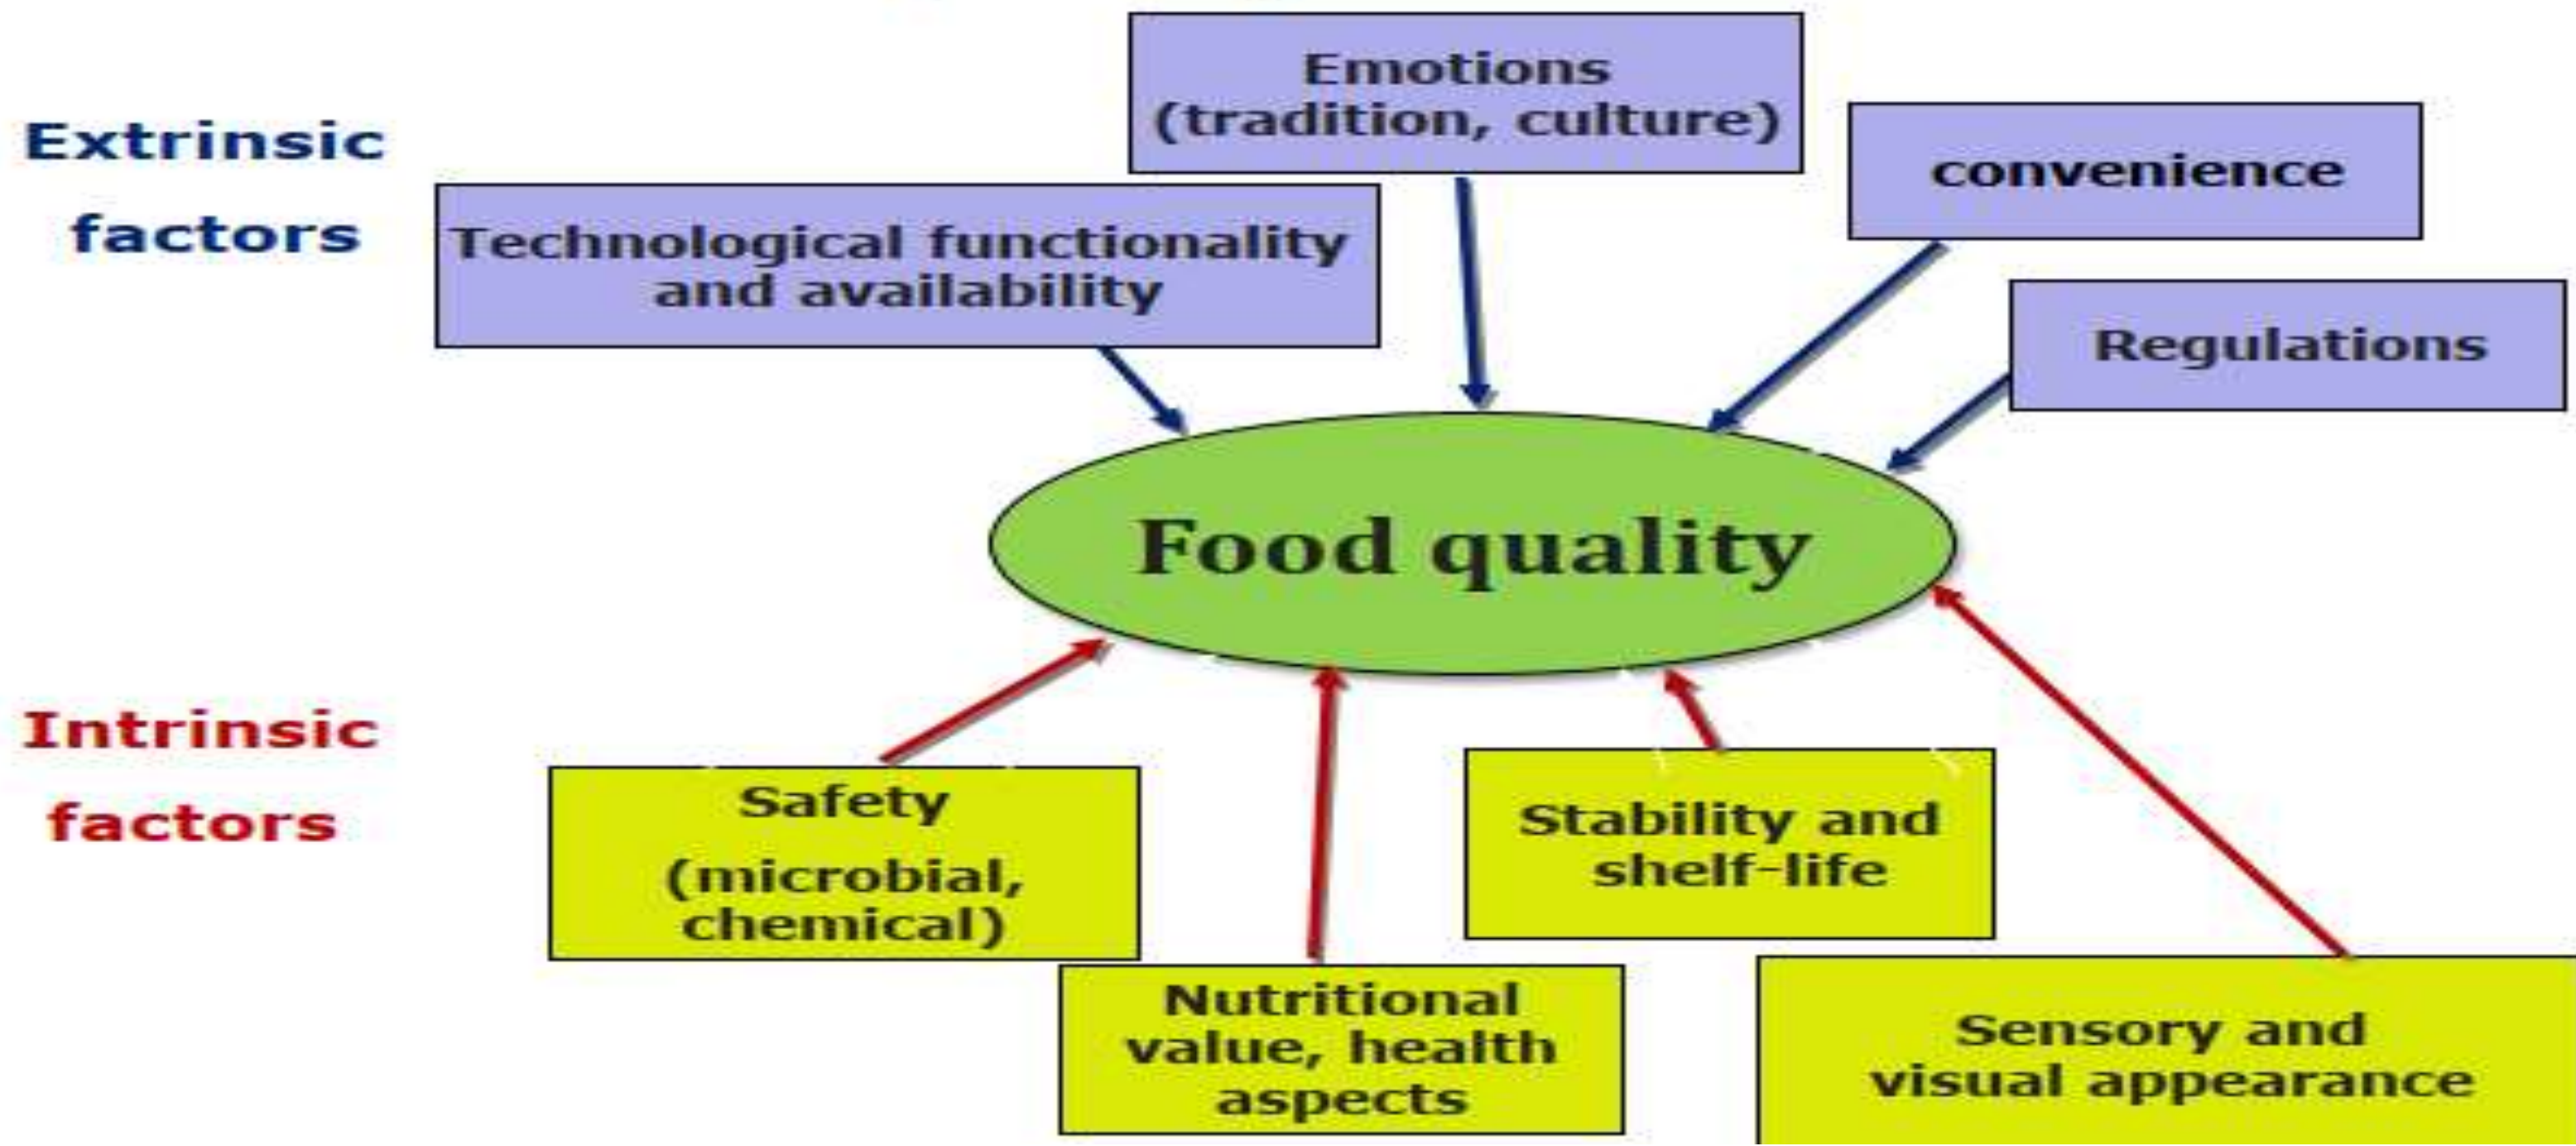 Extrinsic
factors
Emotions
(tradition, culture)
convenience
Technological functionality
and availability
Regulations
Food quality
Intrinsic
factors
Safety
(microbial,
chemical)
Stability and
shelf-life
Nutritional
value, health
aspects
Sensory and
visual appearance